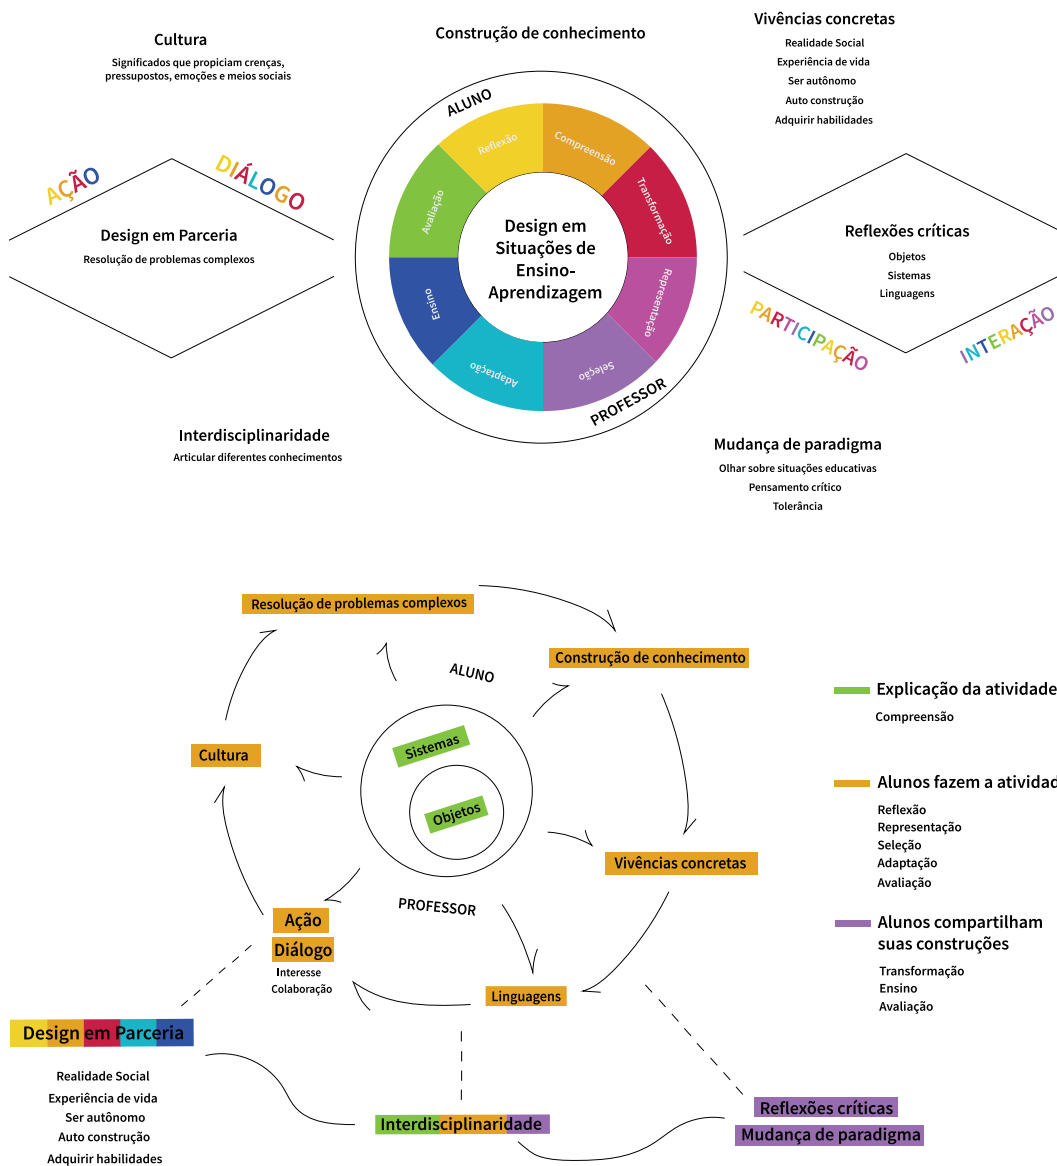 Cultura
Significados que propiciam crenças,
pressupostos, emoções e meios sociais
Construção de conhecimento
Vivências concretas
Realidade Social
Experiência de vida
Ser autônomo
Auto construção
Adquirir habilidades
AÇÃO
DIÁLOGO
Design em Parceria
Resolução de problemas complexos
ALUNO
Reflexão
Compreensão
Transformação
Representação
Seleção
Adaptação
Ensino
Avaliação
Design em
Situações de
Ensino-
Aprendizagem
PROFESSOR
Reflexões críticas
Objetos
Sistemas
Linguagens
PARTICIPAÇÃO
INTERAÇÃO
Interdisciplinaridade
Articular diferentes conhecimentos
Mudança de paradigma
Olhar sobre situações educativas
Pensamento crítico
Tolerância
Resolução de problemas complexos
Construção de conhecimento
ALUNO
Sistemas
Objetos
Cultura
Vivências concretas
PROFESSOR
Ação
Diálogo
Interesse
Colaboração
Linguagens
Design em Parceria
Realidade Social
Experiência de vida
Ser autônomo
Auto construção
Adquirir habilidades
Interdisciplinaridade
Reflexões críticas
Mudança de paradigma
Explicação da atividade
Compreensão
Alunos fazem a atividad
Reflexão
Representação
Seleção
Adaptação
Avaliação
Alunos compartilham
suas construções
Transformação
Ensino
Avaliação